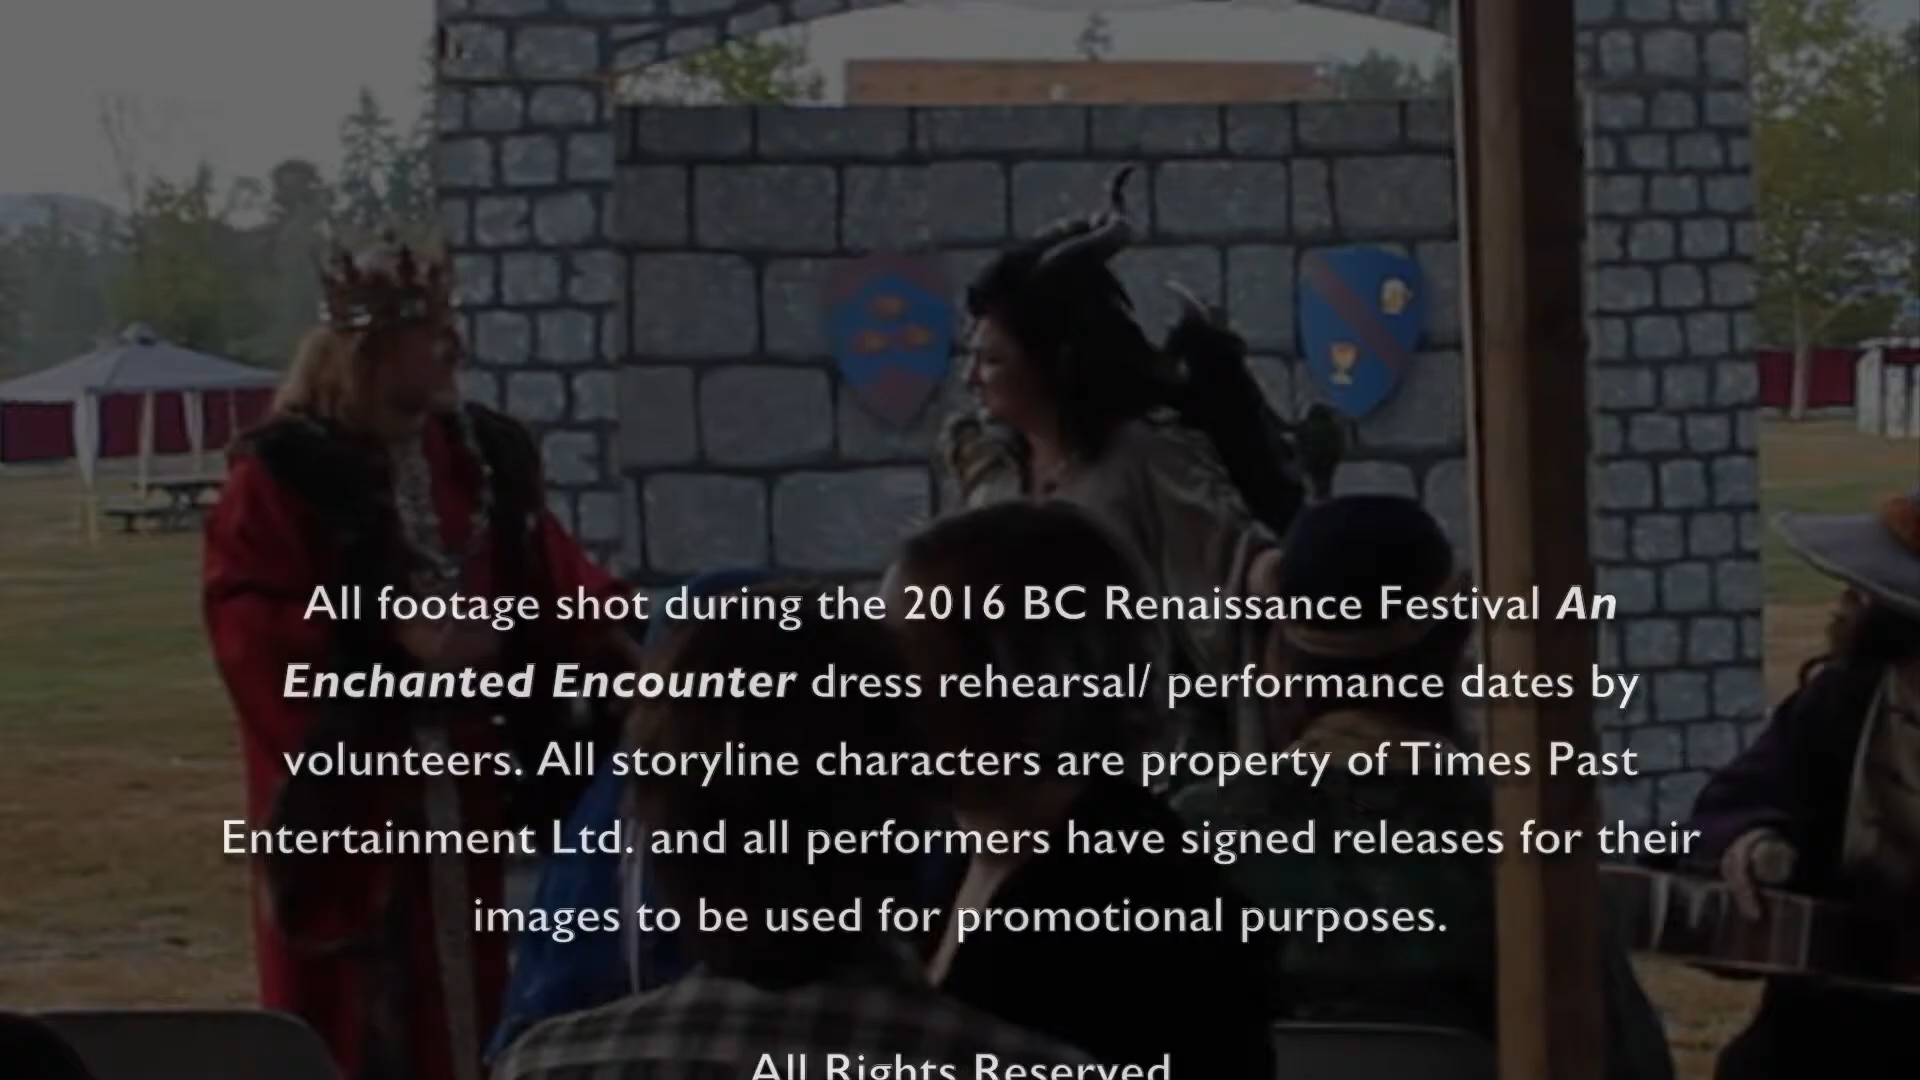 All footage shot during the 2016 BC Renaissance Festival An
Enchanted Encounter dress rehearsal/ performance dates by
volunteers. All storyline characters are property of Times Past
Entertainment Ltd. and all performers have signed releases for their
images to be used for promotional purposes.
All Rights Reserved